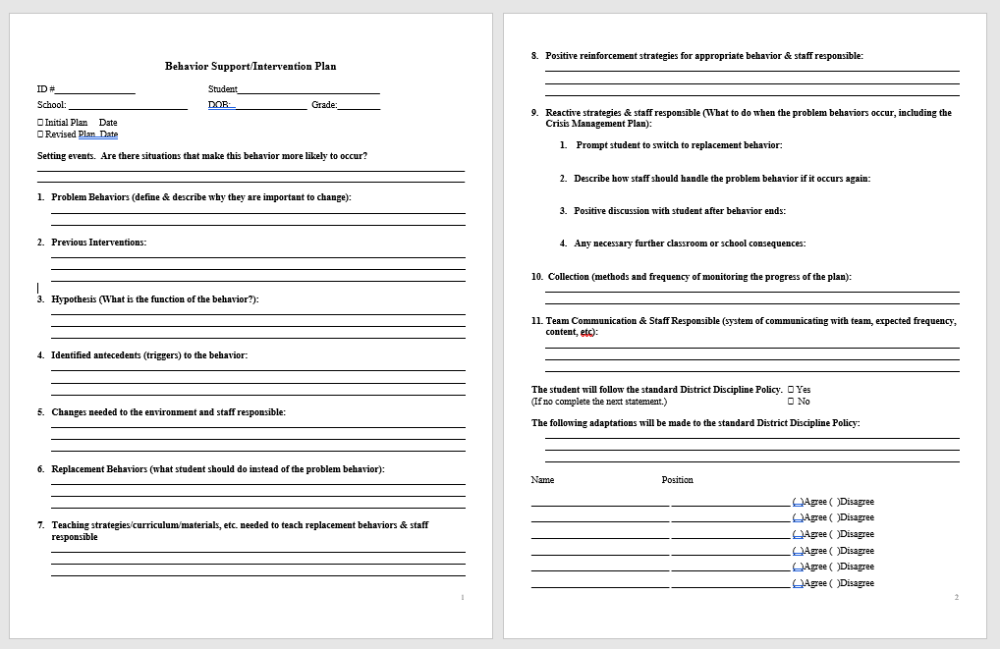 Behavior Support/Intervention Plan
ID #__________________ Student________________________________
School: __________________________ DOB:_________________ Grade:_________
☐ Initial Plan Date
☐ Revised Plan Date
Setting events. Are there situations that make this behavior more likely to occur?
1. Problem Behaviors (define & describe why they are important to change):
2. Previous Interventions:
3. Hypothesis (What is the function of the behavior?):
4. Identified antecedents (triggers) to the behavior:
5. Changes needed to the environment and staff responsible:
6. Replacement Behaviors (what student should do instead of the problem behavior):
7. Teaching strategies/curriculum/materials, etc. needed to teach replacement behaviors & staff
responsible
1
8. Positive reinforcement strategies for appropriate behavior & staff responsible:
9. Reactive strategies & staff responsible (What to do when the problem behaviors occur, including the
Crisis Management Plan):
1. Prompt student to switch to replacement behavior:
2. Describe how staff should handle the problem behavior if it occurs again:
3. Positive discussion with student after behavior ends:
4. Any necessary further classroom or school consequences:
10. Collection (methods and frequency of monitoring the progress of the plan):
11. Team Communication & Staff Responsible (system of communicating with team, expected frequency,
content, etc):
The student will follow the standard District Discipline Policy. ☐ Yes
(If no complete the next statement.) ☐ No
The following adaptations will be made to the standard District Discipline Policy:
Name Position
( )Agree ( )Disagree
( )Agree ( )Disagree
( )Agree ( )Disagree
( )Agree ( )Disagree
( )Agree ( )Disagree
( )Agree ( )Disagree
2